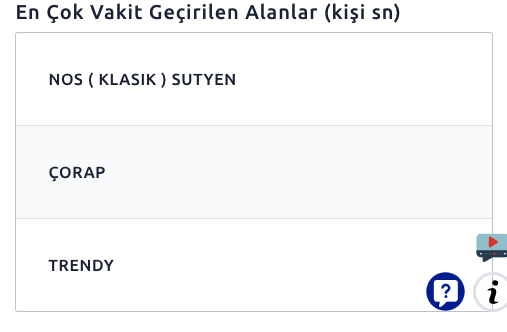 En Çok Vakit Geçirilen Alanlar (kişi sn)
NOS ( KLASIK ) SUTYEN
ÇORAP
TRENDY
?
i